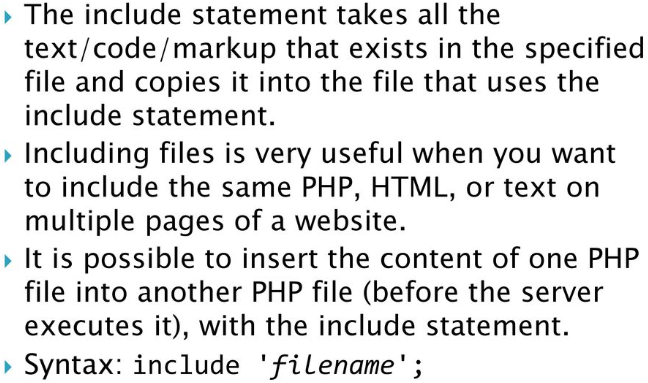 The include statement takes all the
text/code/markup that exists in the specified
file and copies it into the file that uses the
include statement.
Including files is very useful when you want
to include the same PHP, HTML, or text on
multiple pages of a website.
It is possible to insert the content of one PHP
file into another PHP file (before the server
executes it), with the include statement.
Syntax: include 'filename';